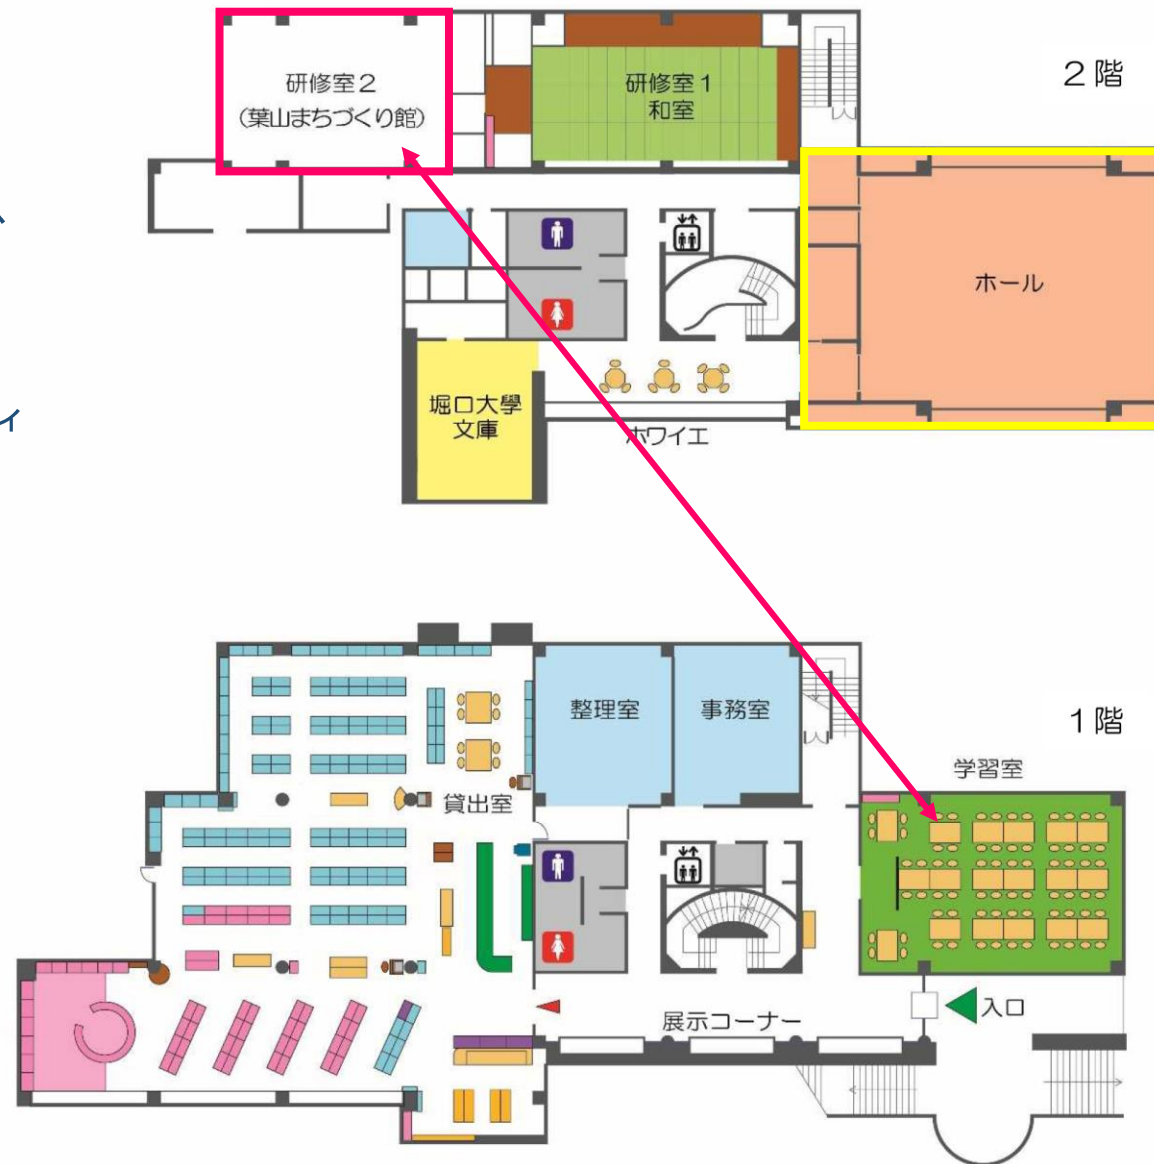 2階
研修室2
(葉山まちづくり館)
研修室1
和室
ホール
、
ィ
堀口大學
文庫
ホワイエ
1階
整理室
事務室
学習室
貸出室
展示コーナー
入口